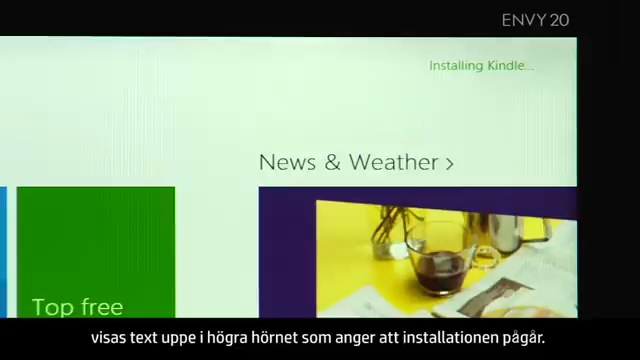 ENVY 20
Installing Kindle...
News & Weather >
Top free
visas text uppe i högra hörnet som anger att installationen pågår.